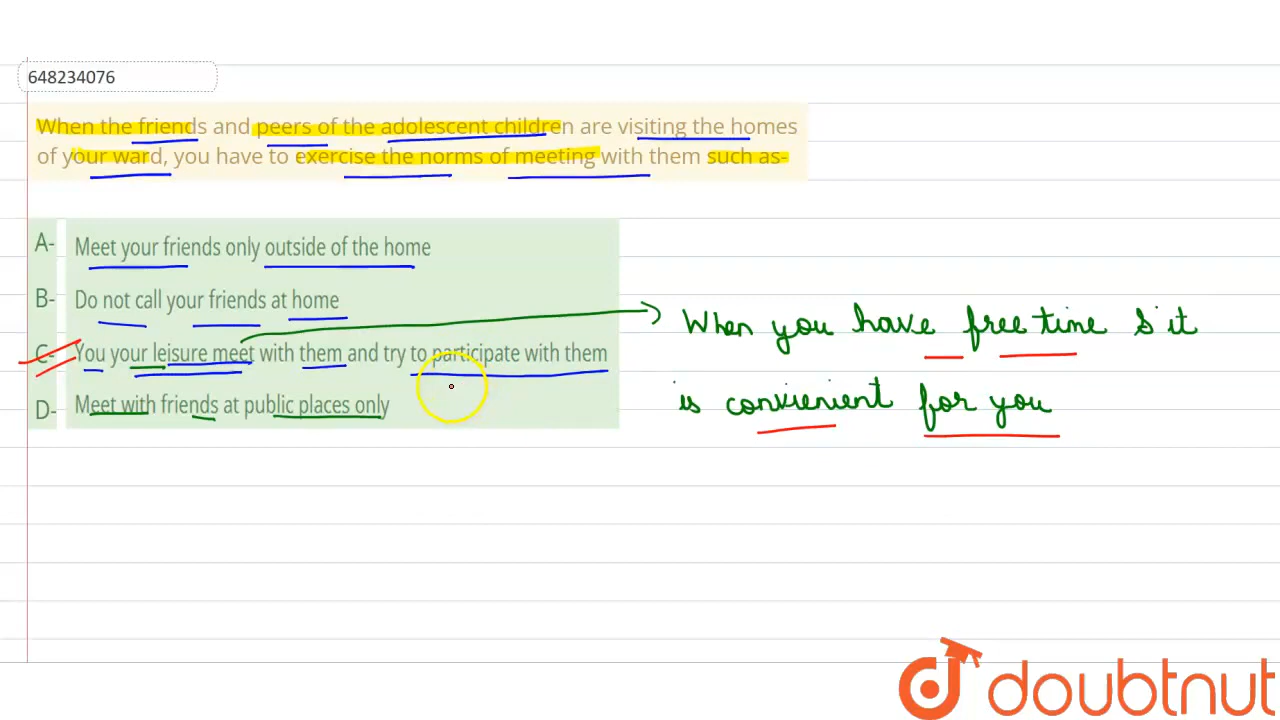 648234076
When the friends and peers of the adolescent children are visiting the homes
of your ward, you have to exercise the norms of meeting with them such as-
A- Meet your friends only outside of the home
B- Do not call your friends at home
C- You your leisure meet with them and try to participate with them
D- Meet with friends at public places only
When you have free time & it
is convienient for you
doubtnut